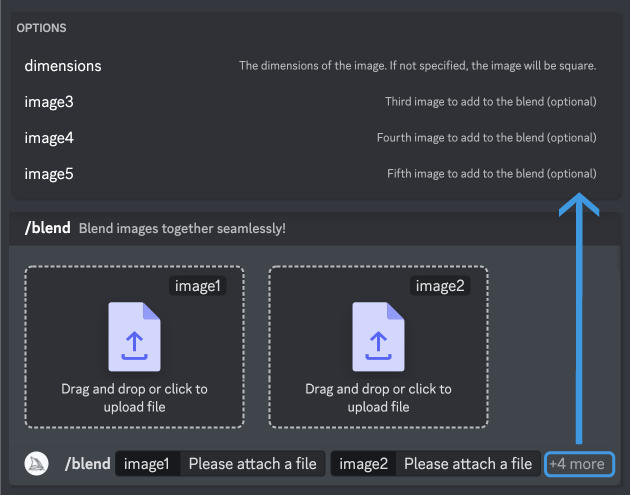 OPTIONS
dimensions The dimensions of the image. If not specified, the image will be square.
image3 Third image to add to the blend (optional)
image4 Fourth image to add to the blend (optional)
image5 Fifth image to add to the blend (optional)
/blend Blend images together seamlessly!
image1 image2
Drag and drop or click to upload file
Drag and drop or click to upload file
/blend image1 Please attach a file image2 Please attach a file +4 more